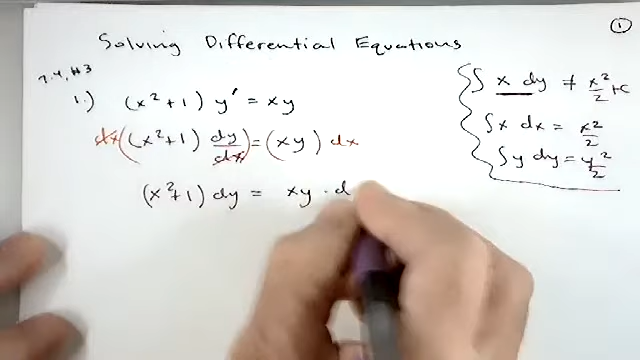 ①
Solving Differential Equations
7.4, #3
1.) (x²+1) y' = xy
dx((x²+1) dy/dx) = (xy) dx
(x²+1) dy = xy · d
∫ x dy ≠ x²/2 + C
∫x dx = x²/2
∫y dy = y²/2